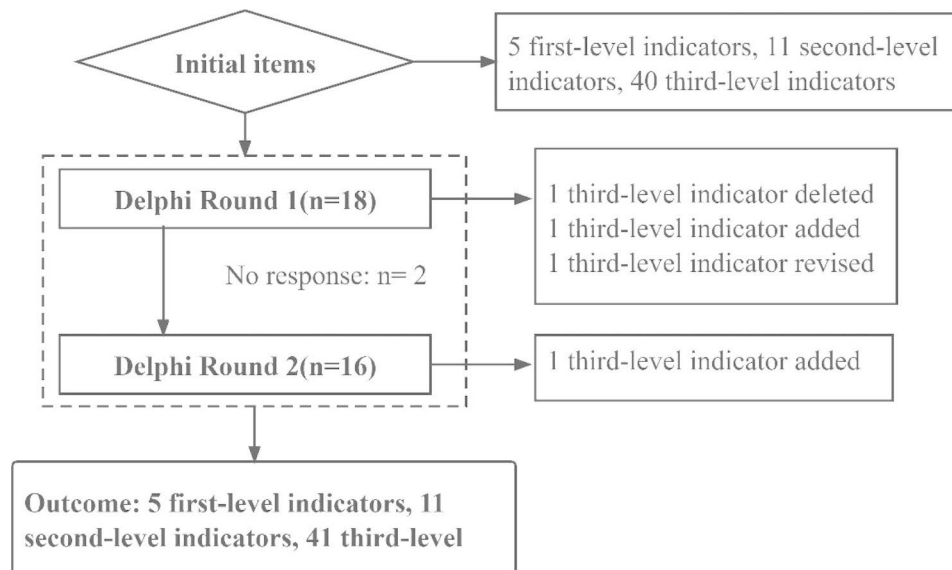 Initial items
5 first-level indicators, 11 second-level
indicators, 40 third-level indicators
Delphi Round 1(n=18)
1 third-level indicator deleted
1 third-level indicator added
1 third-level indicator revised
No response: n= 2
Delphi Round 2(n=16)
1 third-level indicator added
Outcome: 5 first-level indicators, 11
second-level indicators, 41 third-level